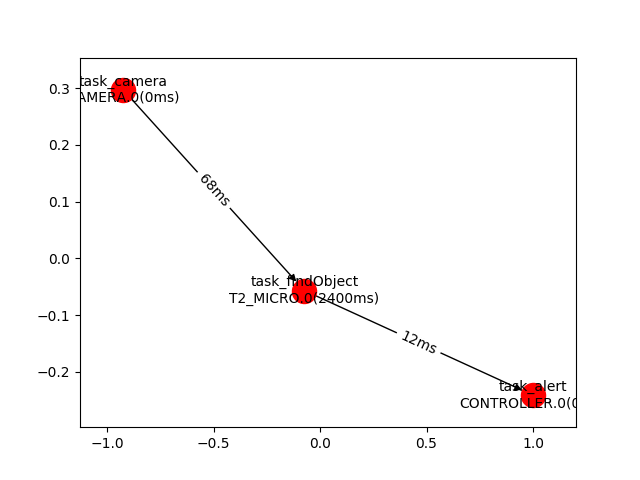 task_camera
AMERA.0(0ms)
68ms
task_findObject
T2_MICRO.0(2400ms)
12ms
task_alert
CONTROLLER.0(0
0.3
0.2
0.1
0.0
−0.1
−0.2
−1.0 −0.5 0.0 0.5 1.0